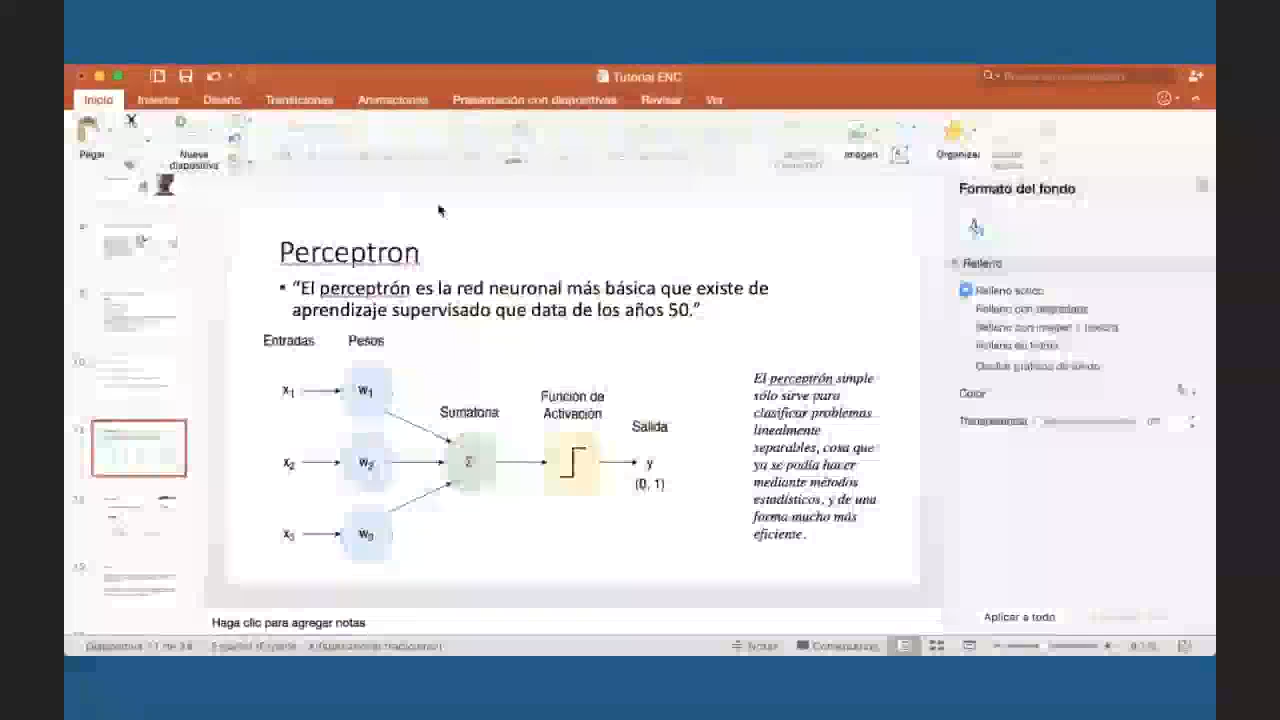 Tutorial ENC
Inicio Insertar Diseño Transiciones Animaciones Presentación con diapositivas Revisar Ver
Pegar
Nueva
diapositiva
Imagen
Organizar
Formato del fondo
Relleno
Relleno sólido
Color
Transparencia
Aplicar a todo
Perceptron
• "El perceptrón es la red neuronal más básica que existe de
aprendizaje supervisado que data de los años 50."
Entradas Pesos
x1 w1
x2 w2
x3 w3
Sumatoria
Σ
Función de
Activación
Salida
y
(0, 1)
El perceptrón simple
sólo sirve para
clasificar problemas
linealmente
separables, cosa que
ya se podía hacer
mediante métodos
estadísticos, y de una
forma mucho más
eficiente.
Haga clic para agregar notas
Notas
Comentarios